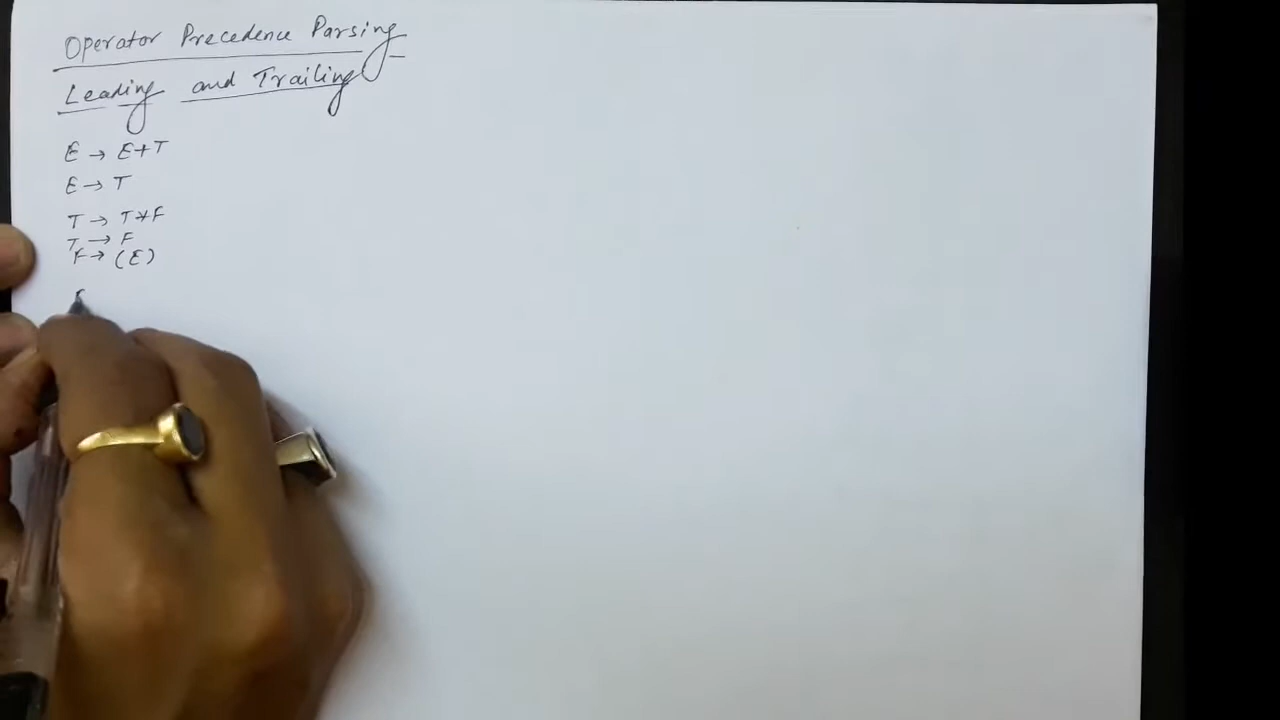 Operator Precedence Parsing
Leading and Trailing
E → E+T
E → T
T → T*F
T → F
F → (E)